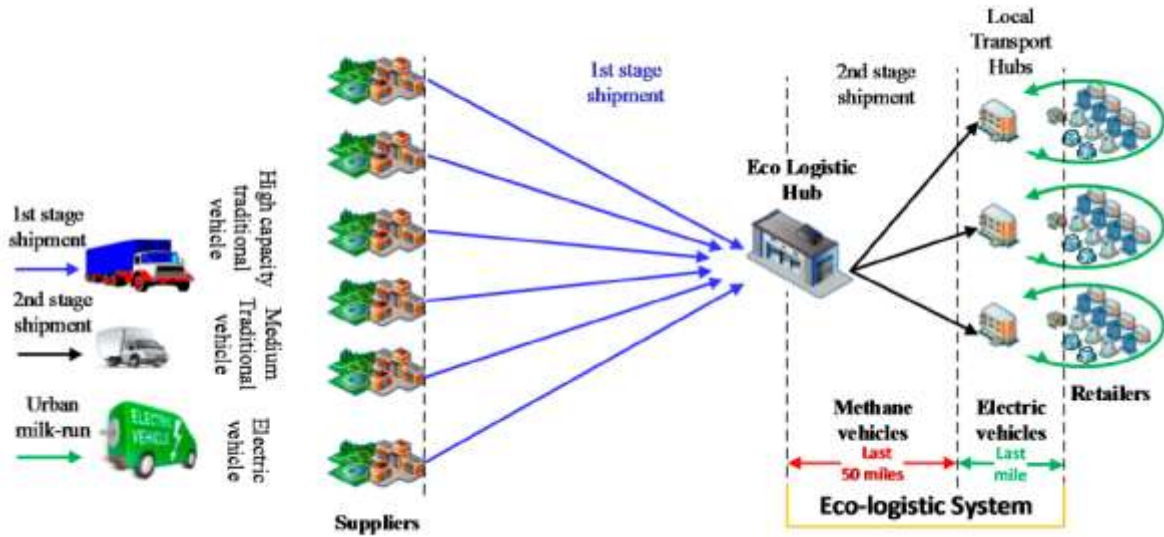 1st stage
shipment
High capacity
traditional
vehicle
2nd stage
shipment
Medium
Traditional
vehicle
Urban
milk-run
ELECTRIC
VEHICLE
Electric
vehicle
Suppliers
1st stage
shipment
Eco Logistic
Hub
2nd stage
shipment
Local
Transport
Hubs
Retailers
Methane
vehicles
Electric
vehicles
Last
50 miles
Last
mile
Eco-logistic System